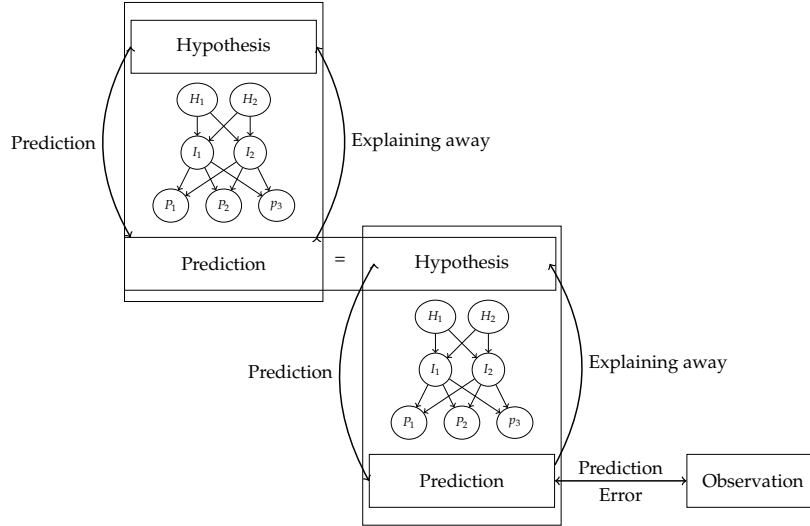 Hypothesis
H1 H2
Prediction
Explaining away
I1 I2
P1 P2 p3
Prediction = Hypothesis
H1 H2
Prediction
Explaining away
I1 I2
P1 P2 p3
Prediction
Prediction
Error
Observation